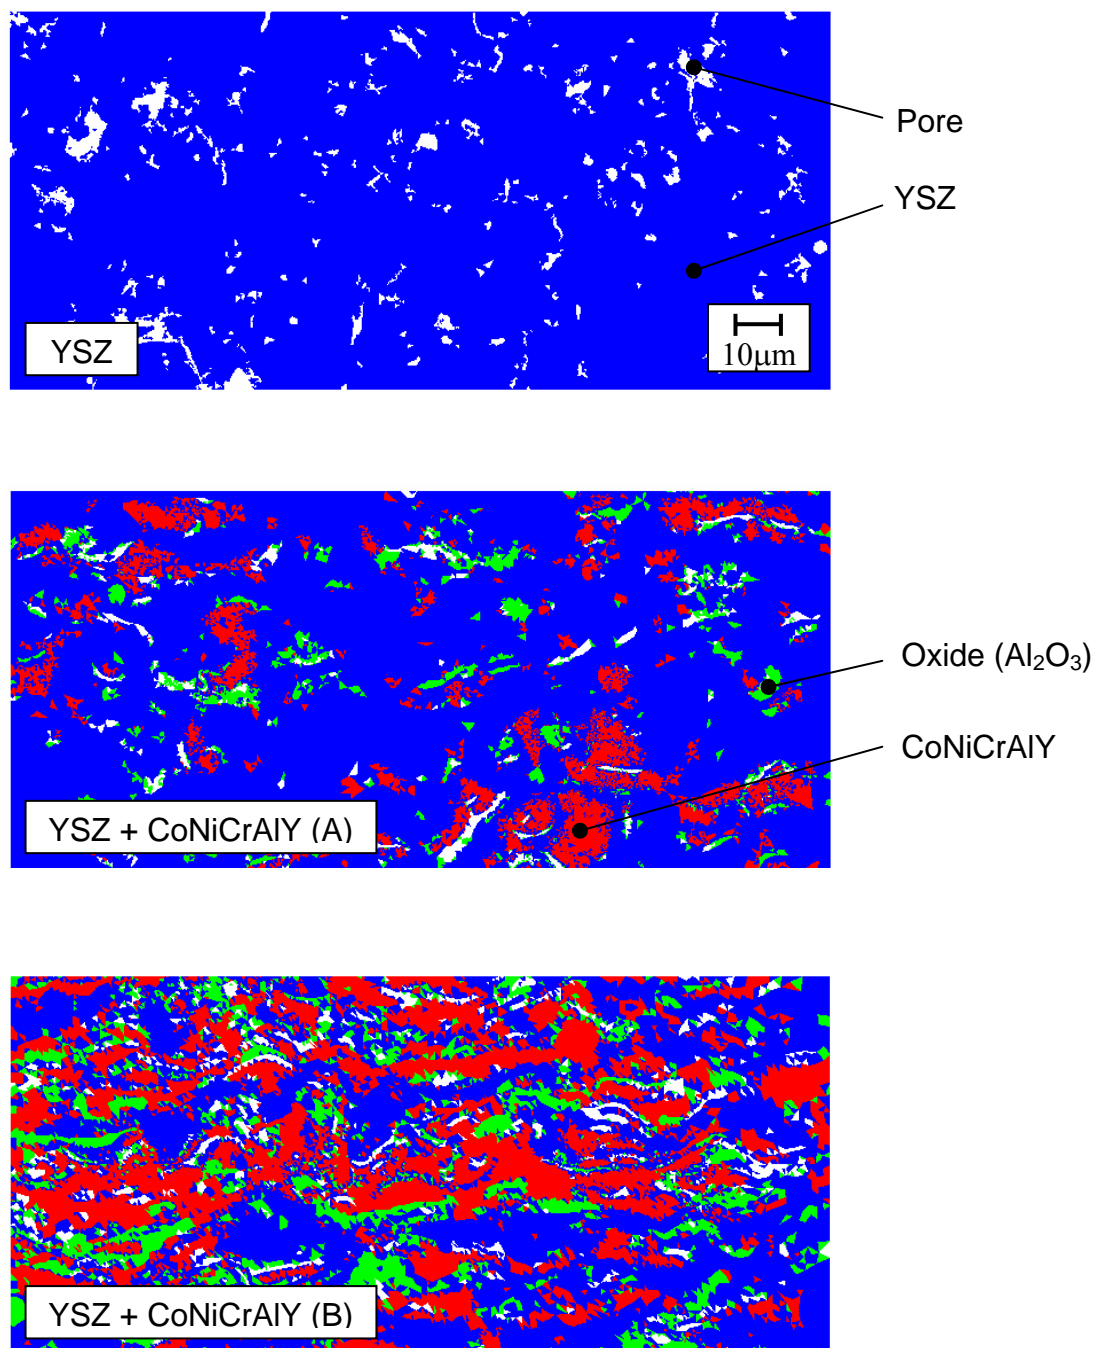 Pore
YSZ
YSZ
10μm
Oxide (Al₂O₃)
CoNiCrAlY
YSZ + CoNiCrAlY (A)
YSZ + CoNiCrAlY (B)